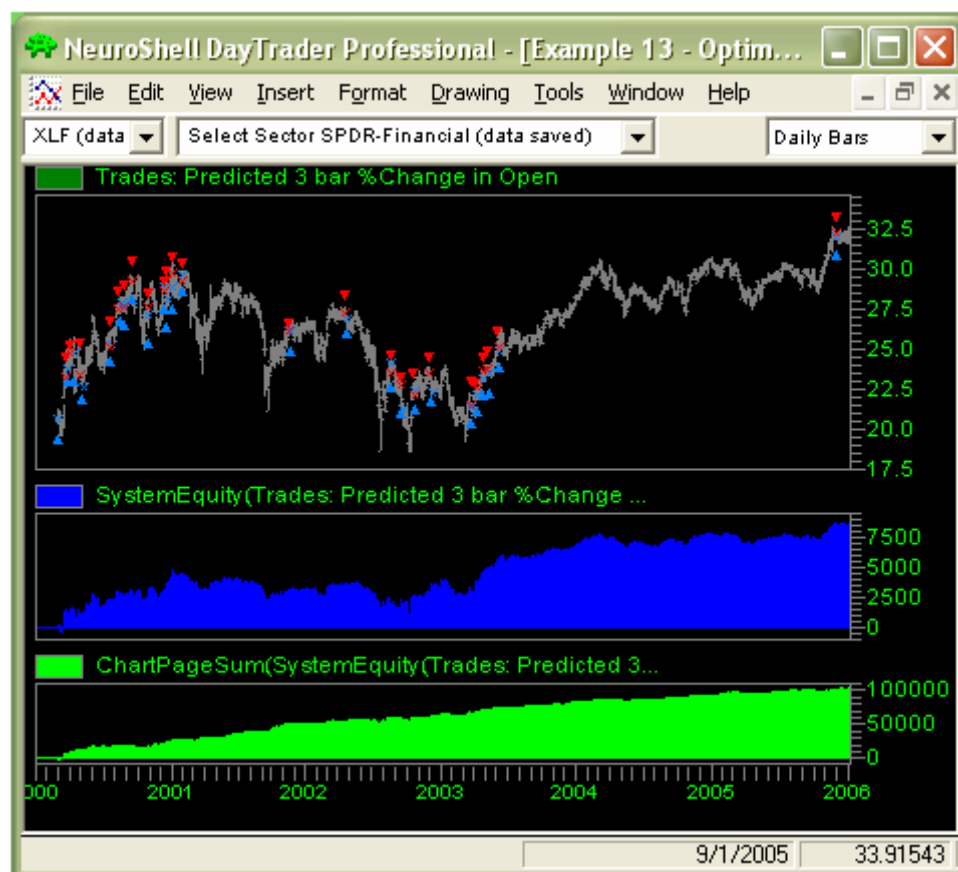 NeuroShell DayTrader Professional - [Example 13 - Optim...
File Edit View Insert Format Drawing Tools Window Help
XLF (data Select Sector SPDR-Financial (data saved) Daily Bars
Trades: Predicted 3 bar %Change in Open
32.5
30.0
27.5
25.0
22.5
20.0
17.5
SystemEquity(Trades: Predicted 3 bar %Change ...
7500
5000
2500
0
ChartPageSum(SystemEquity(Trades: Predicted 3...
100000
50000
0
000 2001 2002 2003 2004 2005 2006
9/1/2005 33.91543